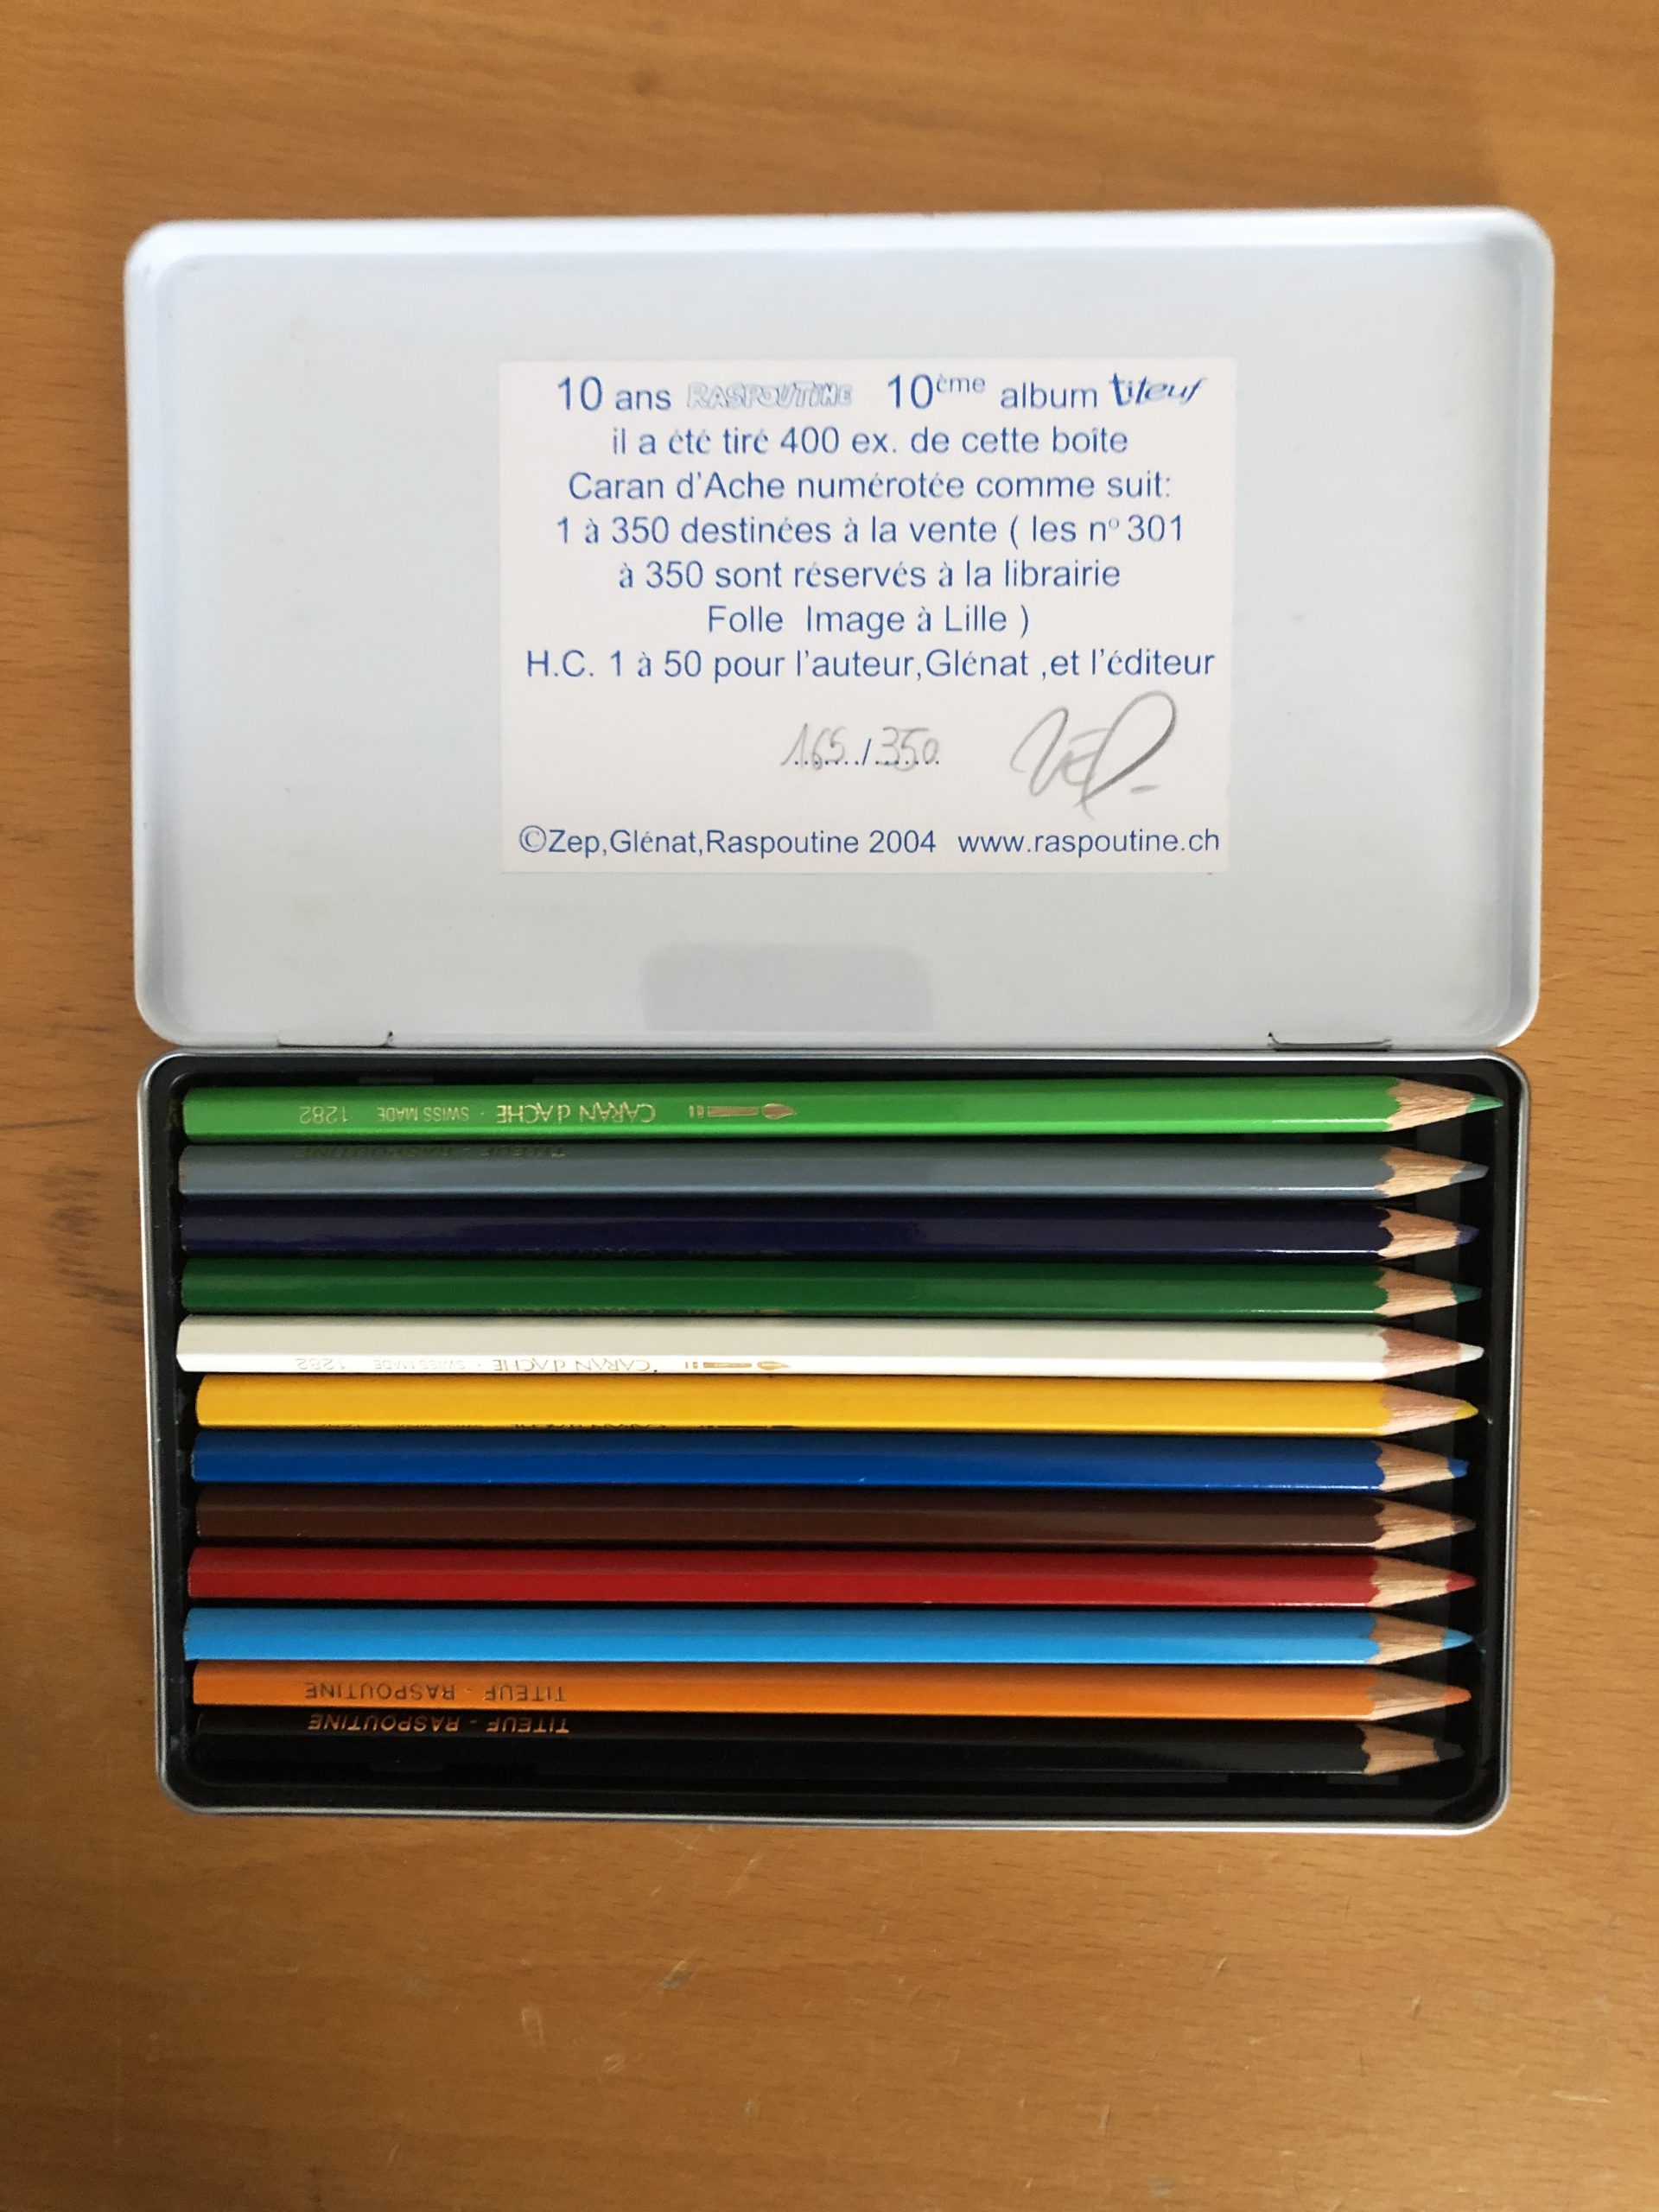 10 ans RASPOUTINE 10ème album titeuf
il a été tiré 400 ex. de cette boîte
Caran d'Ache numérotée comme suit:
1 à 350 destinées à la vente ( les n° 301
à 350 sont réservés à la librairie
Folle Image à Lille )
H.C. 1 à 50 pour l'auteur,Glénat ,et l'éditeur
165/350 ZEP
©Zep,Glénat,Raspoutine 2004 www.raspoutine.ch
CARAN d'ACHE · SWISS MADE 1282
TITEUF - RASPOUTINE
CARAN d'ACHE · SWISS MADE 1282
TITEUF - RASPOUTINE
TITEUF - RASPOUTINE